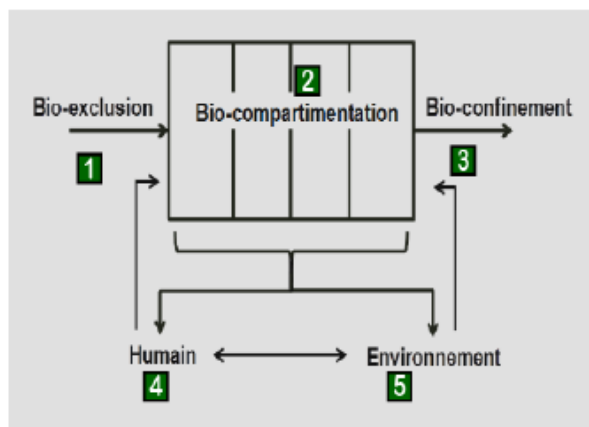 2
Bio-exclusion
Bio-compartimentation
Bio-confinement
1
3
Humain
Environnement
4
5